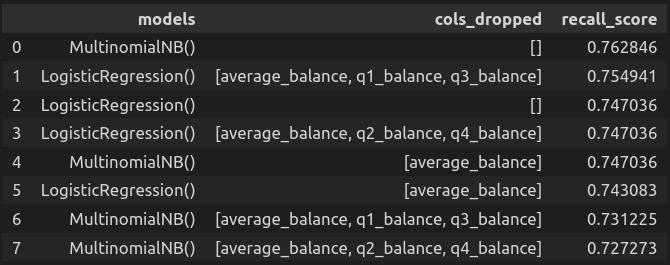 models cols_dropped recall_score
0 MultinomialNB() [] 0.762846
1 LogisticRegression() [average_balance, q1_balance, q3_balance] 0.754941
2 LogisticRegression() [] 0.747036
3 LogisticRegression() [average_balance, q2_balance, q4_balance] 0.747036
4 MultinomialNB() [average_balance] 0.747036
5 LogisticRegression() [average_balance] 0.743083
6 MultinomialNB() [average_balance, q1_balance, q3_balance] 0.731225
7 MultinomialNB() [average_balance, q2_balance, q4_balance] 0.727273